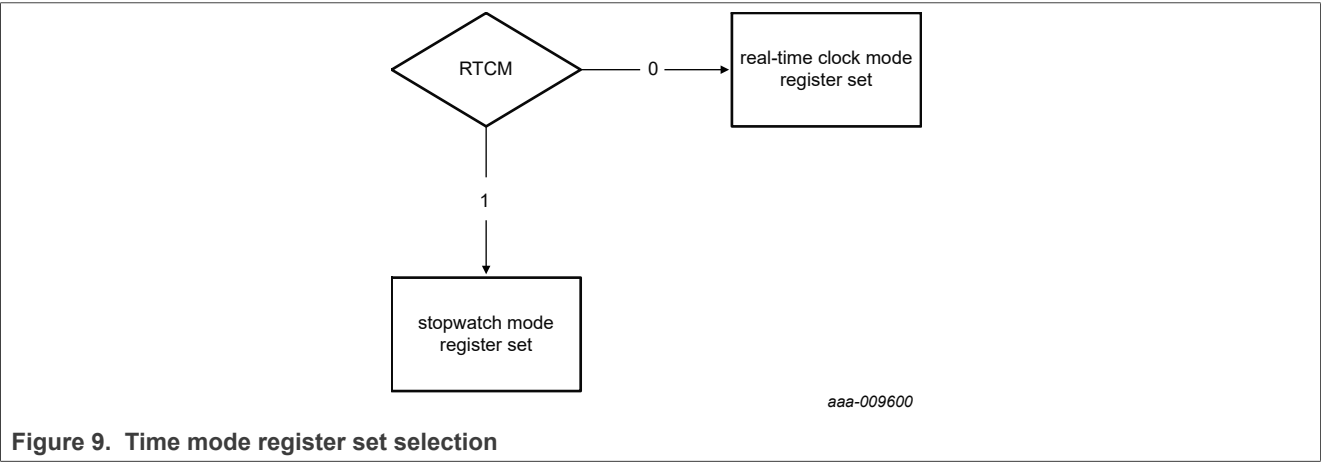 RTCM
0
real-time clock mode
register set
1
stopwatch mode
register set
aaa-009600
Figure 9. Time mode register set selection